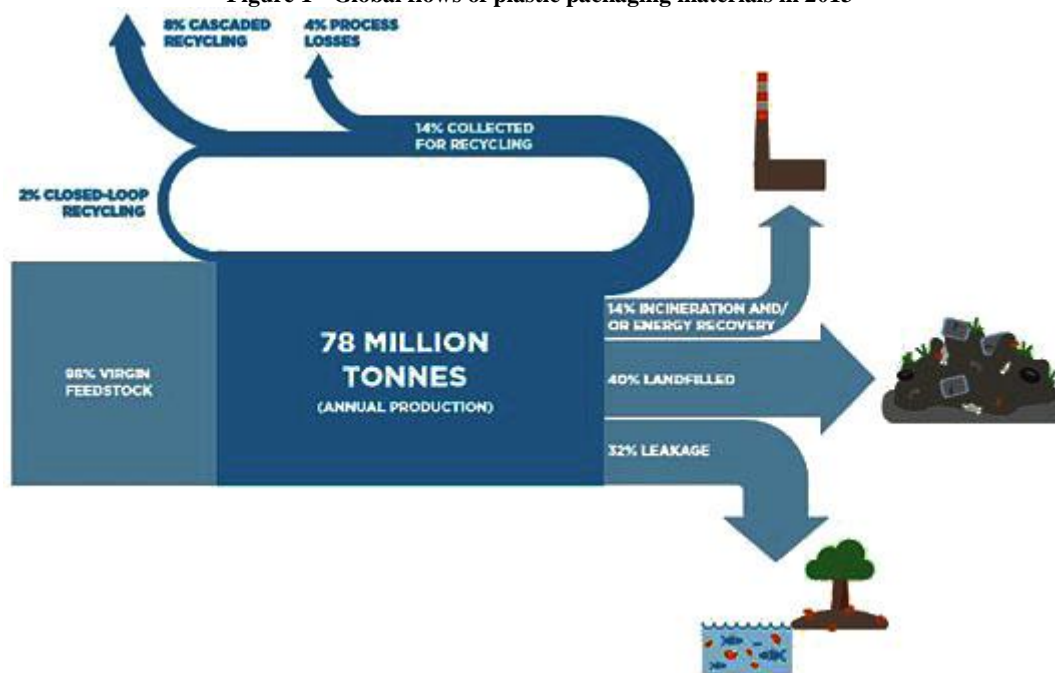 Figure 1 - Global flows of plastic packaging materials in
8% CASCADED
RECYCLING
4% PROCESS
LOSSES
14% COLLECTED
FOR RECYCLING
2% CLOSED-LOOP
RECYCLING
98% VIRGIN
FEEDSTOCK
78 MILLION
TONNES
(ANNUAL PRODUCTION)
14% INCINERATION AND/
OR ENERGY RECOVERY
40% LANDFILLED
32% LEAKAGE